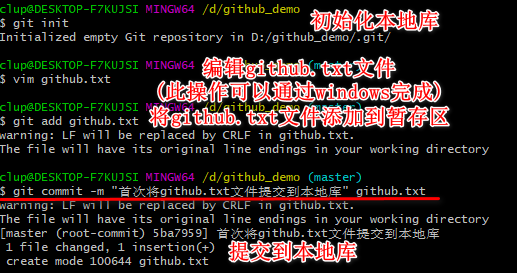 clup@DESKTOP-F7KUJSI MINGW64 /d/github_demo
$ git init
初始化本地库
Initialized empty Git repository in D:/github_demo/.git/
clup@DESKTOP-F7KUJSI MINGW64 /d/github_demo (master)
编辑github.txt文件
$ vim github.txt
(此操作可以通过windows完成)
clup@DESKTOP-F7KUJSI MINGW64 /d/github_demo (master)
将github.txt文件添加到暂存区
$ git add github.txt
warning: LF will be replaced by CRLF in github.txt.
The file will have its original line endings in your working directory
clup@DESKTOP-F7KUJSI MINGW64 /d/github_demo (master)
$ git commit -m "首次将github.txt文件提交到本地库" github.txt
warning: LF will be replaced by CRLF in github.txt.
The file will have its original line endings in your working directory
[master (root-commit) 5ba7959] 首次将github.txt文件提交到本地库
1 file changed, 1 insertion(+)
提交到本地库
create mode 100644 github.txt